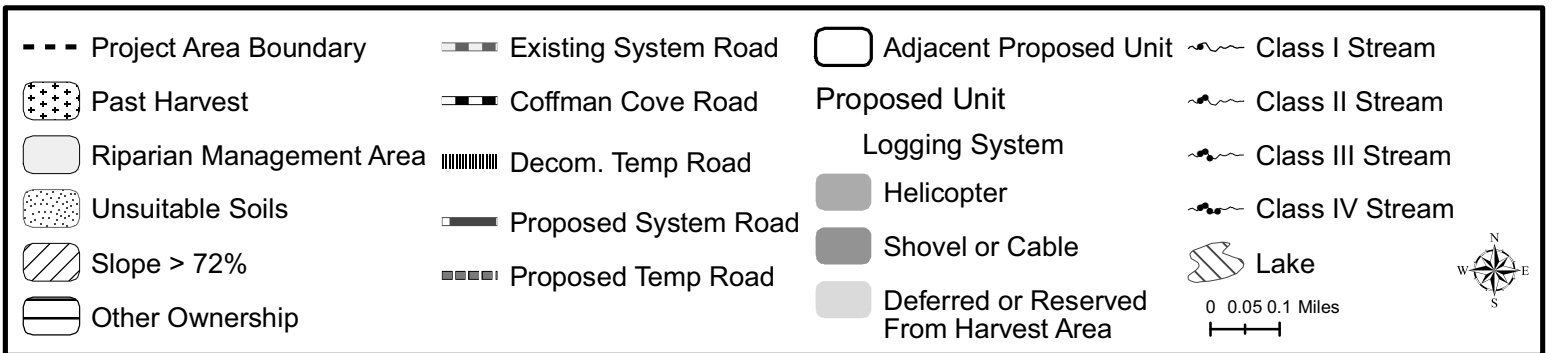 Project Area Boundary
Past Harvest
Riparian Management Area
Unsuitable Soils
Slope > 72%
Other Ownership
Existing System Road
Coffman Cove Road
Decom. Temp Road
Proposed System Road
Proposed Temp Road
Adjacent Proposed Unit
Proposed Unit
Logging System
Helicopter
Shovel or Cable
Deferred or Reserved
From Harvest Area
Class I Stream
Class II Stream
Class III Stream
Class IV Stream
Lake
0 0.05 0.1 Miles
N
W E
S